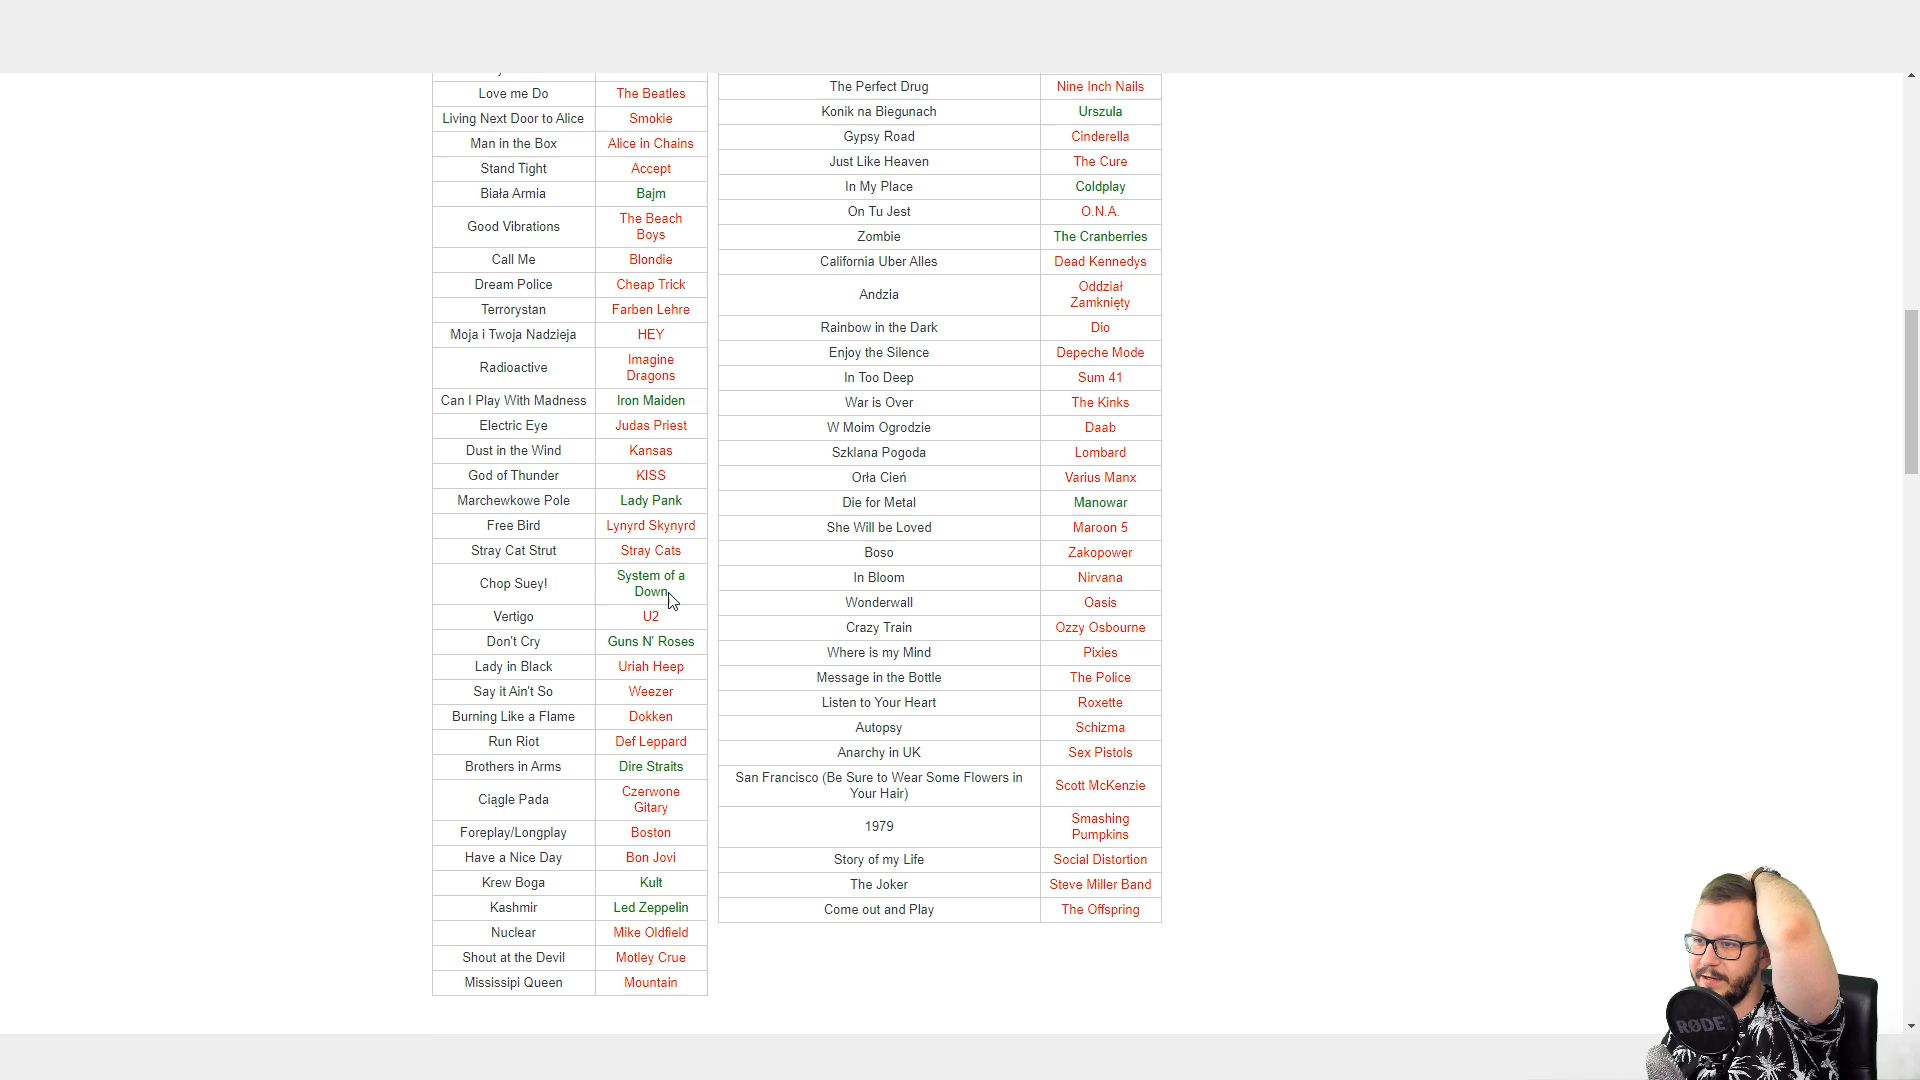 Love me Do The Beatles
Living Next Door to Alice Smokie
Man in the Box Alice in Chains
Stand Tight Accept
Biała Armia Bajm
Good Vibrations The Beach
Boys
Call Me Blondie
Dream Police Cheap Trick
Terrorystan Farben Lehre
Moja i Twoja Nadzieja HEY
Radioactive Imagine
Dragons
Can I Play With Madness Iron Maiden
Electric Eye Judas Priest
Dust in the Wind Kansas
God of Thunder KISS
Marchewkowe Pole Lady Pank
Free Bird Lynyrd Skynyrd
Stray Cat Strut Stray Cats
Chop Suey! System of a
Down
Vertigo U2
Don't Cry Guns N' Roses
Lady in Black Uriah Heep
Say it Ain't So Weezer
Burning Like a Flame Dokken
Run Riot Def Leppard
Brothers in Arms Dire Straits
Ciągle Pada Czerwone
Gitary
Foreplay/Longplay Boston
Have a Nice Day Bon Jovi
Krew Boga Kult
Kashmir Led Zeppelin
Nuclear Mike Oldfield
Shout at the Devil Motley Crue
Mississipi Queen Mountain
The Perfect Drug Nine Inch Nails
Konik na Biegunach Urszula
Gypsy Road Cinderella
Just Like Heaven The Cure
In My Place Coldplay
On Tu Jest O.N.A.
Zombie The Cranberries
California Uber Alles Dead Kennedys
Andzia Oddział
Zamknięty
Rainbow in the Dark Dio
Enjoy the Silence Depeche Mode
In Too Deep Sum 41
War is Over The Kinks
W Moim Ogrodzie Daab
Szklana Pogoda Lombard
Orła Cień Varius Manx
Die for Metal Manowar
She Will be Loved Maroon 5
Boso Zakopower
In Bloom Nirvana
Wonderwall Oasis
Crazy Train Ozzy Osbourne
Where is my Mind Pixies
Message in the Bottle The Police
Listen to Your Heart Roxette
Autopsy Schizma
Anarchy in UK Sex Pistols
San Francisco (Be Sure to Wear Some Flowers in
Your Hair) Scott McKenzie
1979 Smashing
Pumpkins
Story of my Life Social Distortion
The Joker Steve Miller Band
Come out and Play The Offspring
RØDE